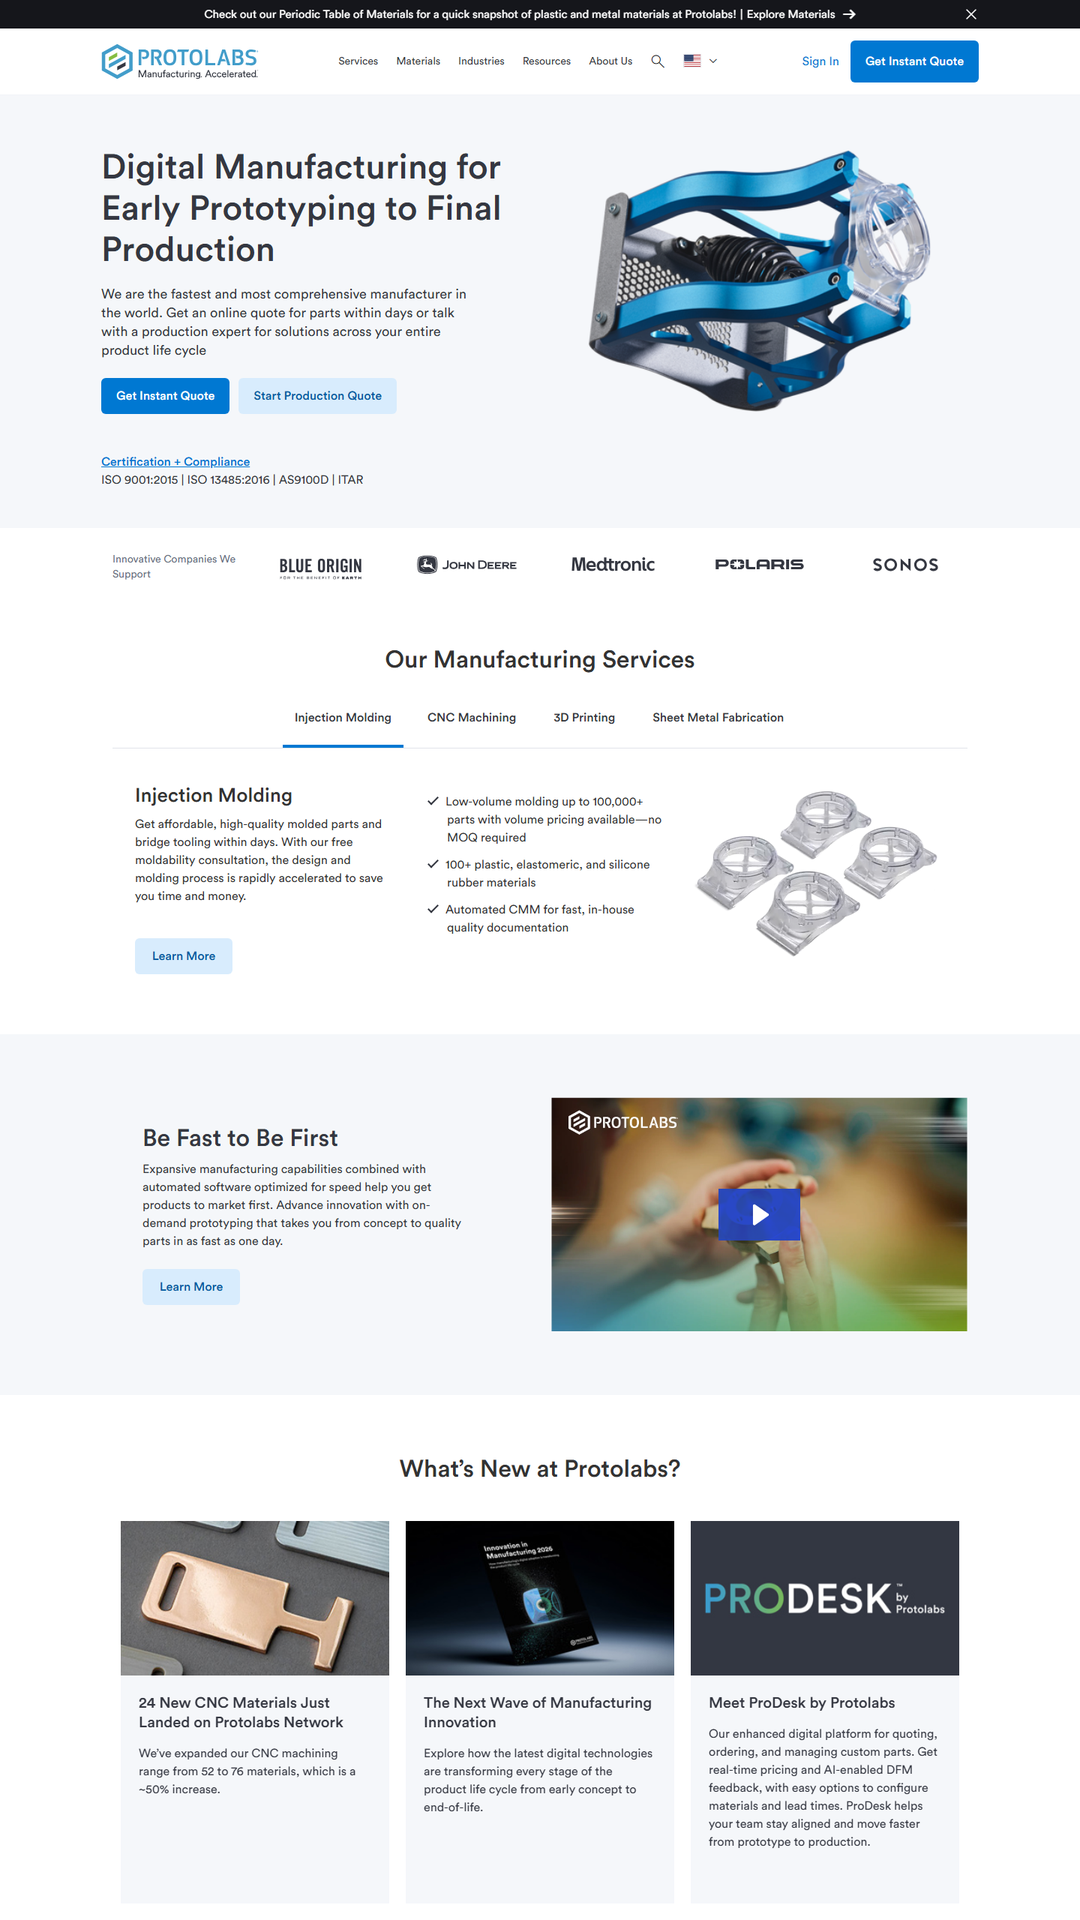 Check out our Periodic Table of Materials for a quick snapshot of plastic and metal materials at Protolabs! | Explore Materials
PROTOLABS
Manufacturing. Accelerated.
Services
Materials
Industries
Resources
About Us
Sign In
Get Instant Quote
Digital Manufacturing for
Early Prototyping to Final
Production
We are the fastest and most comprehensive manufacturer in
the world. Get an online quote for parts within days or talk
with a production expert for solutions across your entire
product life cycle
Get Instant Quote
Start Production Quote
Certification + Compliance
ISO 9001:2015 | ISO 13485:2016 | AS9100D | ITAR
Innovative Companies We
Support
BLUE ORIGIN
FOR THE BENEFIT OF EARTH
JOHN DEERE
Medtronic
POLARIS
SONOS
Our Manufacturing Services
Injection Molding
CNC Machining
3D Printing
Sheet Metal Fabrication
Injection Molding
Get affordable, high-quality molded parts and
bridge tooling within days. With our free
moldability consultation, the design and
molding process is rapidly accelerated to save
you time and money.
Learn More
Low-volume molding up to 100,000+
parts with volume pricing available—no
MOQ required
100+ plastic, elastomeric, and silicone
rubber materials
Automated CMM for fast, in-house
quality documentation
Be Fast to Be First
Expansive manufacturing capabilities combined with
automated software optimized for speed help you get
products to market first. Advance innovation with on-
demand prototyping that takes you from concept to quality
parts in as fast as one day.
Learn More
PROTOLABS
What’s New at Protolabs?
24 New CNC Materials Just
Landed on Protolabs Network
We’ve expanded our CNC machining
range from 52 to 76 materials, which is a
~50% increase.
Innovation in
Manufacturing 2026
PROTOLABS
The Next Wave of Manufacturing
Innovation
Explore how the latest digital technologies
are transforming every stage of the
product life cycle from early concept to
end-of-life.
PRODESK™ by
Protolabs
Meet ProDesk by Protolabs
Our enhanced digital platform for quoting,
ordering, and managing custom parts. Get
real-time pricing and AI-enabled DFM
feedback, with easy options to configure
materials and lead times. ProDesk helps
your team stay aligned and move faster
from prototype to production.